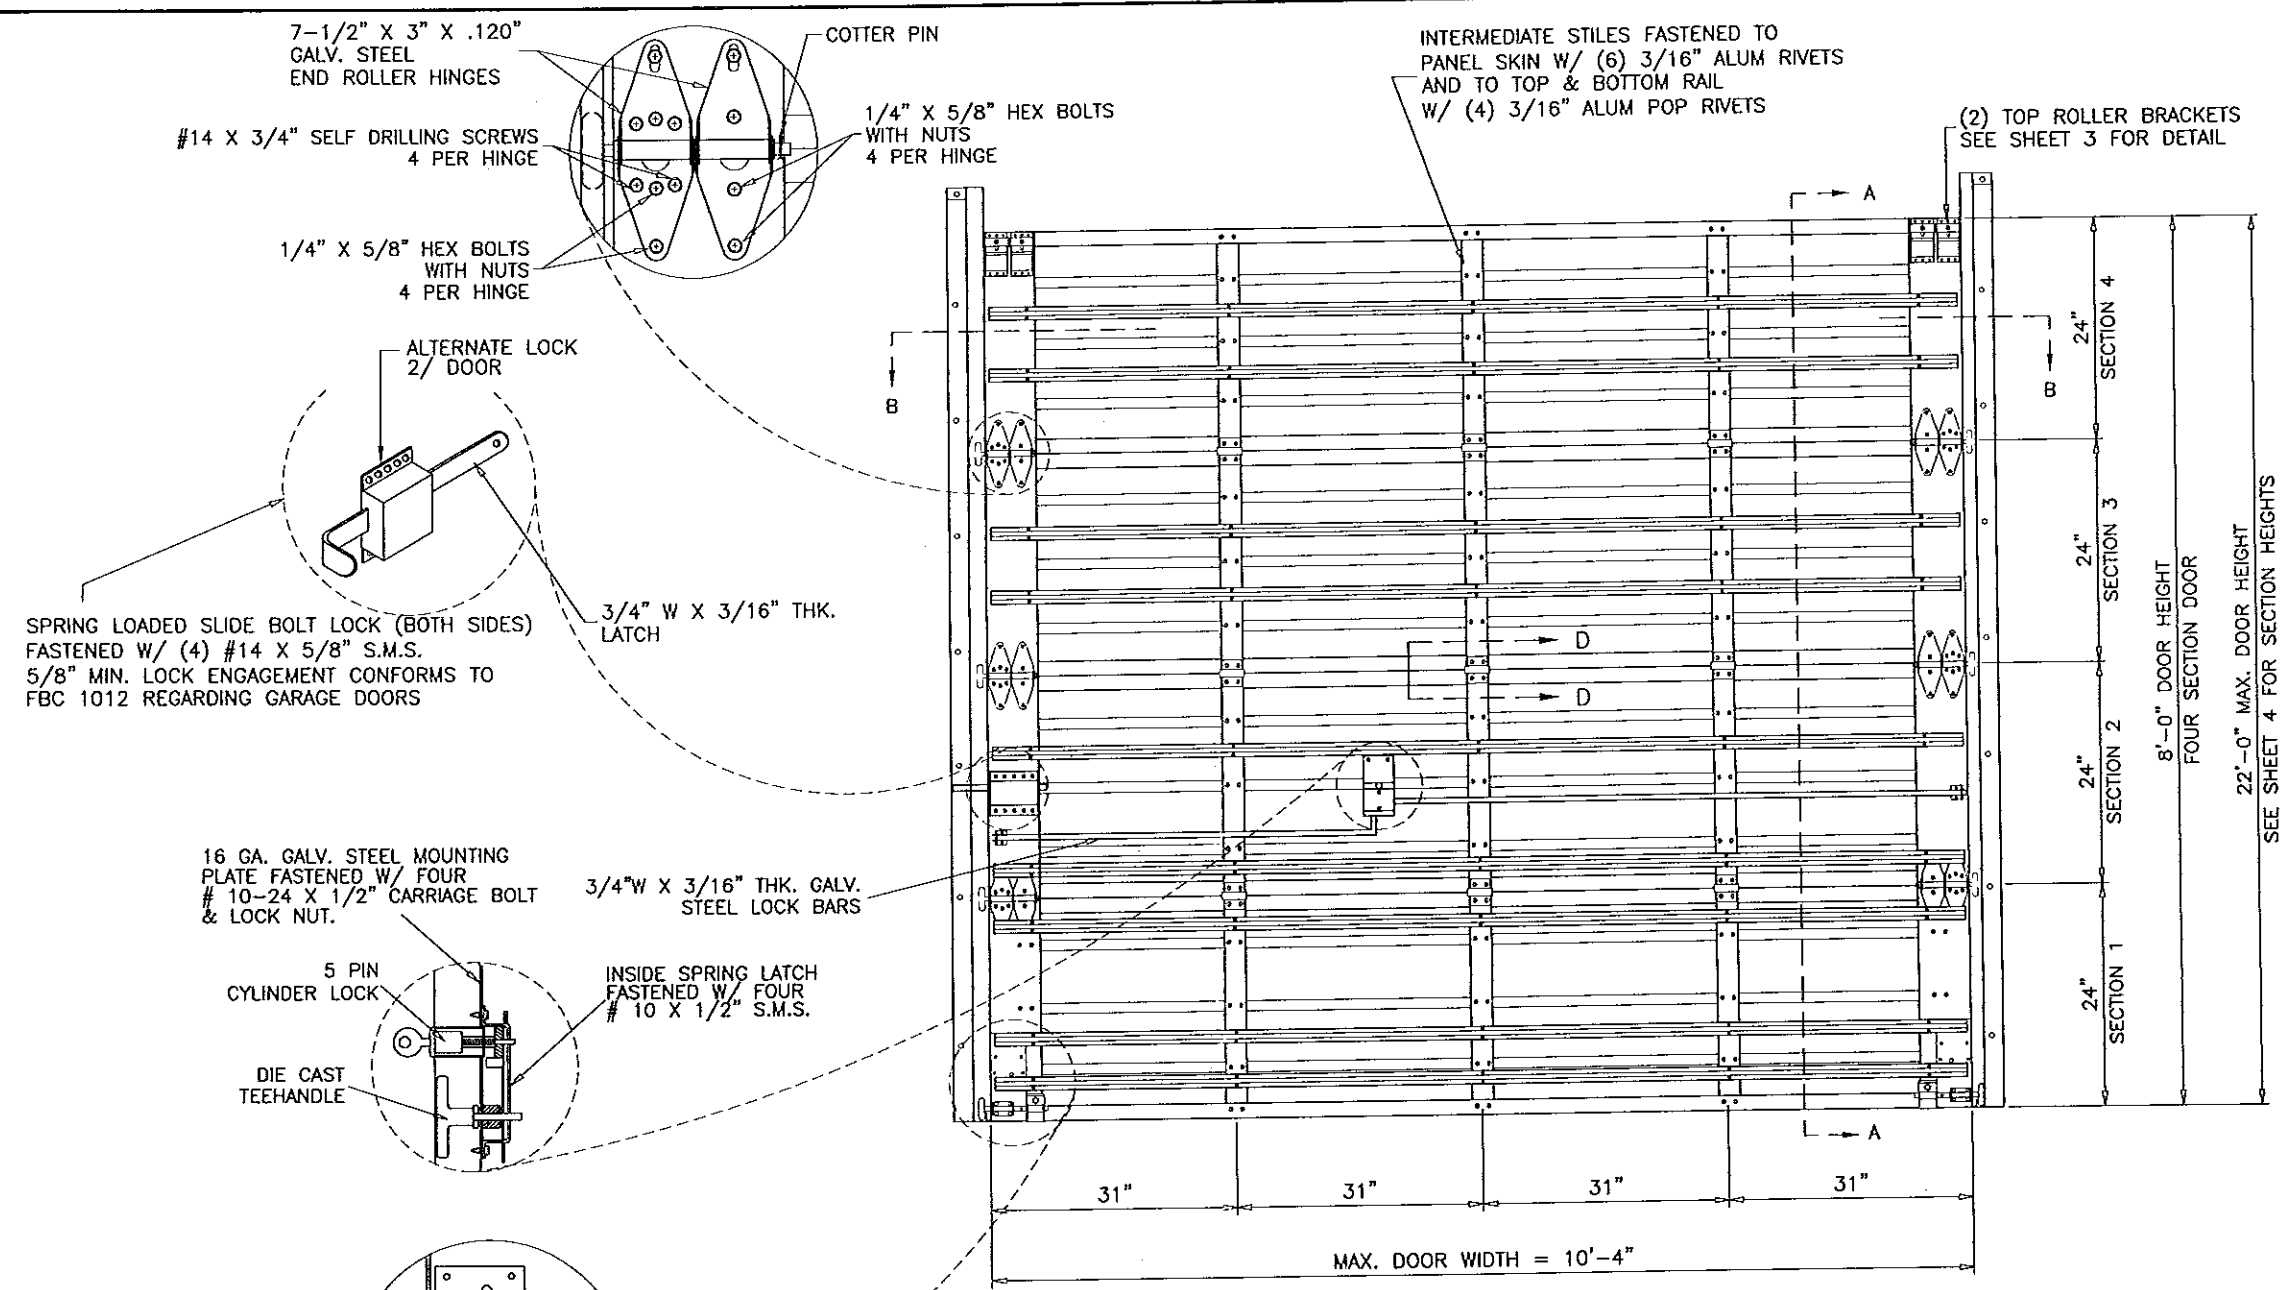 7-1/2" X 3" X .120"
GALV. STEEL
END ROLLER HINGES
COTTER PIN
#14 X 3/4" SELF DRILLING SCREWS
4 PER HINGE
1/4" X 5/8" HEX BOLTS
WITH NUTS
4 PER HINGE
1/4" X 5/8" HEX BOLTS
WITH NUTS
4 PER HINGE
INTERMEDIATE STILES FASTENED TO
PANEL SKIN W/ (6) 3/16" ALUM RIVETS
AND TO TOP & BOTTOM RAIL
W/ (4) 3/16" ALUM POP RIVETS
(2) TOP ROLLER BRACKETS
SEE SHEET 3 FOR DETAIL
A
B
B
ALTERNATE LOCK
2/ DOOR
3/4" W X 3/16" THK.
LATCH
SPRING LOADED SLIDE BOLT LOCK (BOTH SIDES)
FASTENED W/ (4) #14 X 5/8" S.M.S.
5/8" MIN. LOCK ENGAGEMENT CONFORMS TO
FBC 1012 REGARDING GARAGE DOORS
D
D
24"
SECTION 4
24"
SECTION 3
24"
SECTION 2
24"
SECTION 1
8'-0" DOOR HEIGHT
FOUR SECTION DOOR
22'-0" MAX. DOOR HEIGHT
SEE SHEET 4 FOR SECTION HEIGHTS
16 GA. GALV. STEEL MOUNTING
PLATE FASTENED W/ FOUR
# 10-24 X 1/2" CARRIAGE BOLT
& LOCK NUT.
3/4"W X 3/16" THK. GALV.
STEEL LOCK BARS
5 PIN
CYLINDER LOCK
INSIDE SPRING LATCH
FASTENED W/ FOUR
# 10 X 1/2" S.M.S.
DIE CAST
TEEHANDLE
A
31"
31"
31"
31"
MAX. DOOR WIDTH = 10'-4"